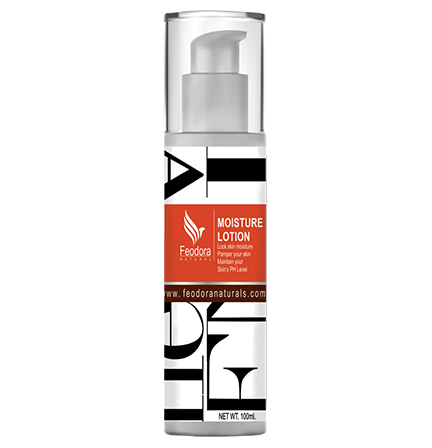 MOISTURE
LOTION
Lock skin moisture
Pamper your skin
Maintain your
Skin's PH Level
Feodora
NATURALS
www. feodoranaturals.com
NET WT. 100mL